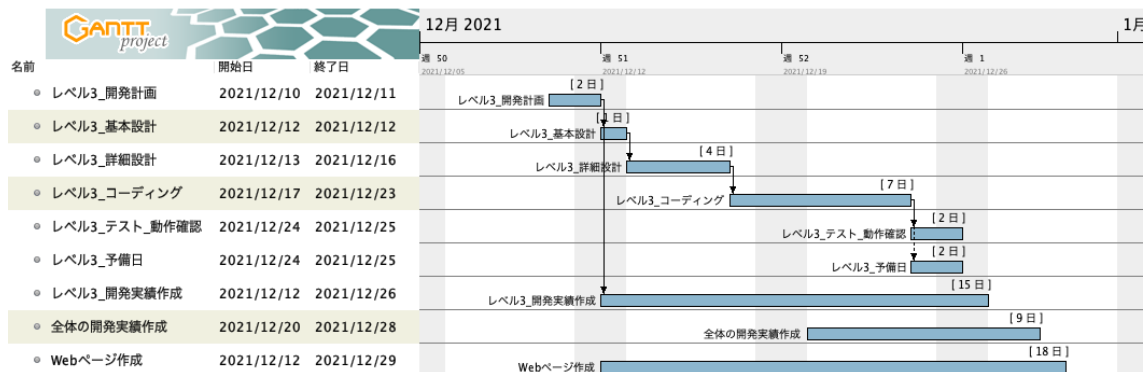 GANTT
project
12月 2021
1月
名前
開始日
終了日
週 50
週 51
週 52
週 1
2021/12/05
2021/12/12
2021/12/19
2021/12/26
レベル3_開発計画 2021/12/10 2021/12/11
レベル3_開発計画
[ 2 日 ]
レベル3_基本設計 2021/12/12 2021/12/12
レベル3_基本設計
[ 1 日 ]
レベル3_詳細設計 2021/12/13 2021/12/16
レベル3_詳細設計
[ 4 日 ]
レベル3_コーディング 2021/12/17 2021/12/23
レベル3_コーディング
[ 7 日 ]
レベル3_テスト_動作確認 2021/12/24 2021/12/25
レベル3_テスト_動作確認
[ 2 日 ]
レベル3_予備日 2021/12/24 2021/12/25
レベル3_予備日
[ 2 日 ]
レベル3_開発実績作成 2021/12/12 2021/12/26
レベル3_開発実績作成
[ 15 日 ]
全体の開発実績作成 2021/12/20 2021/12/28
全体の開発実績作成
[ 9 日 ]
Webページ作成 2021/12/12 2021/12/29
Webページ作成
[ 18 日 ]